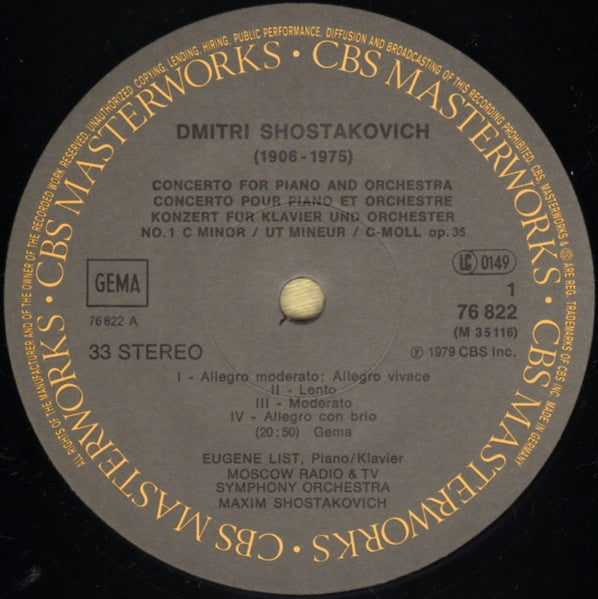 ALL RIGHTS OF THE MANUFACTURER AND OF THE OWNER OF THE RECORDED WORK RESERVED. UNAUTHORIZED COPYING, LENDING, HIRING, PUBLIC PERFORMANCE, DIFFUSION AND BROADCASTING OF THIS RECORDING PROHIBITED. CBS, MASTERWORKS & ARE REG. TRADEMARKS OF CBS INC. MADE IN GERMANY
CBS MASTERWORKS · CBS MASTERWORKS · CBS MASTERWORKS · CBS MASTERWORKS ·
DMITRI SHOSTAKOVICH
(1906-1975)
CONCERTO FOR PIANO AND ORCHESTRA
CONCERTO POUR PIANO ET ORCHESTRE
KONZERT FÜR KLAVIER UND ORCHESTER
NO.1 C MINOR / UT MINEUR / C-MOLL op. 35
GEMA
76 822 A
33 STEREO
LC 0149
1
76 822
(M 35116)
℗ 1979 CBS Inc.
I - Allegro moderato; Allegro vivace
II - Lento
III - Moderato
IV - Allegro con brio
(20:50) Gema
EUGENE LIST, Piano/Klavier
MOSCOW RADIO & TV
SYMPHONY ORCHESTRA
MAXIM SHOSTAKOVICH